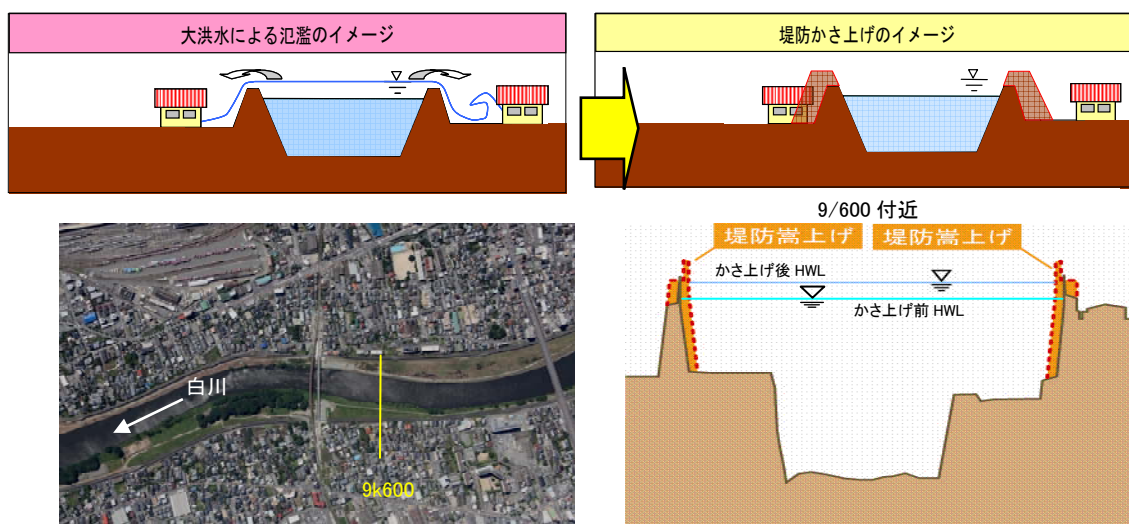 大洪水による氾濫のイメージ
堤防かさ上げのイメージ
9/600 付近
堤防嵩上げ
堤防嵩上げ
かさ上げ後 HWL
かさ上げ前 HWL
白川
9k600